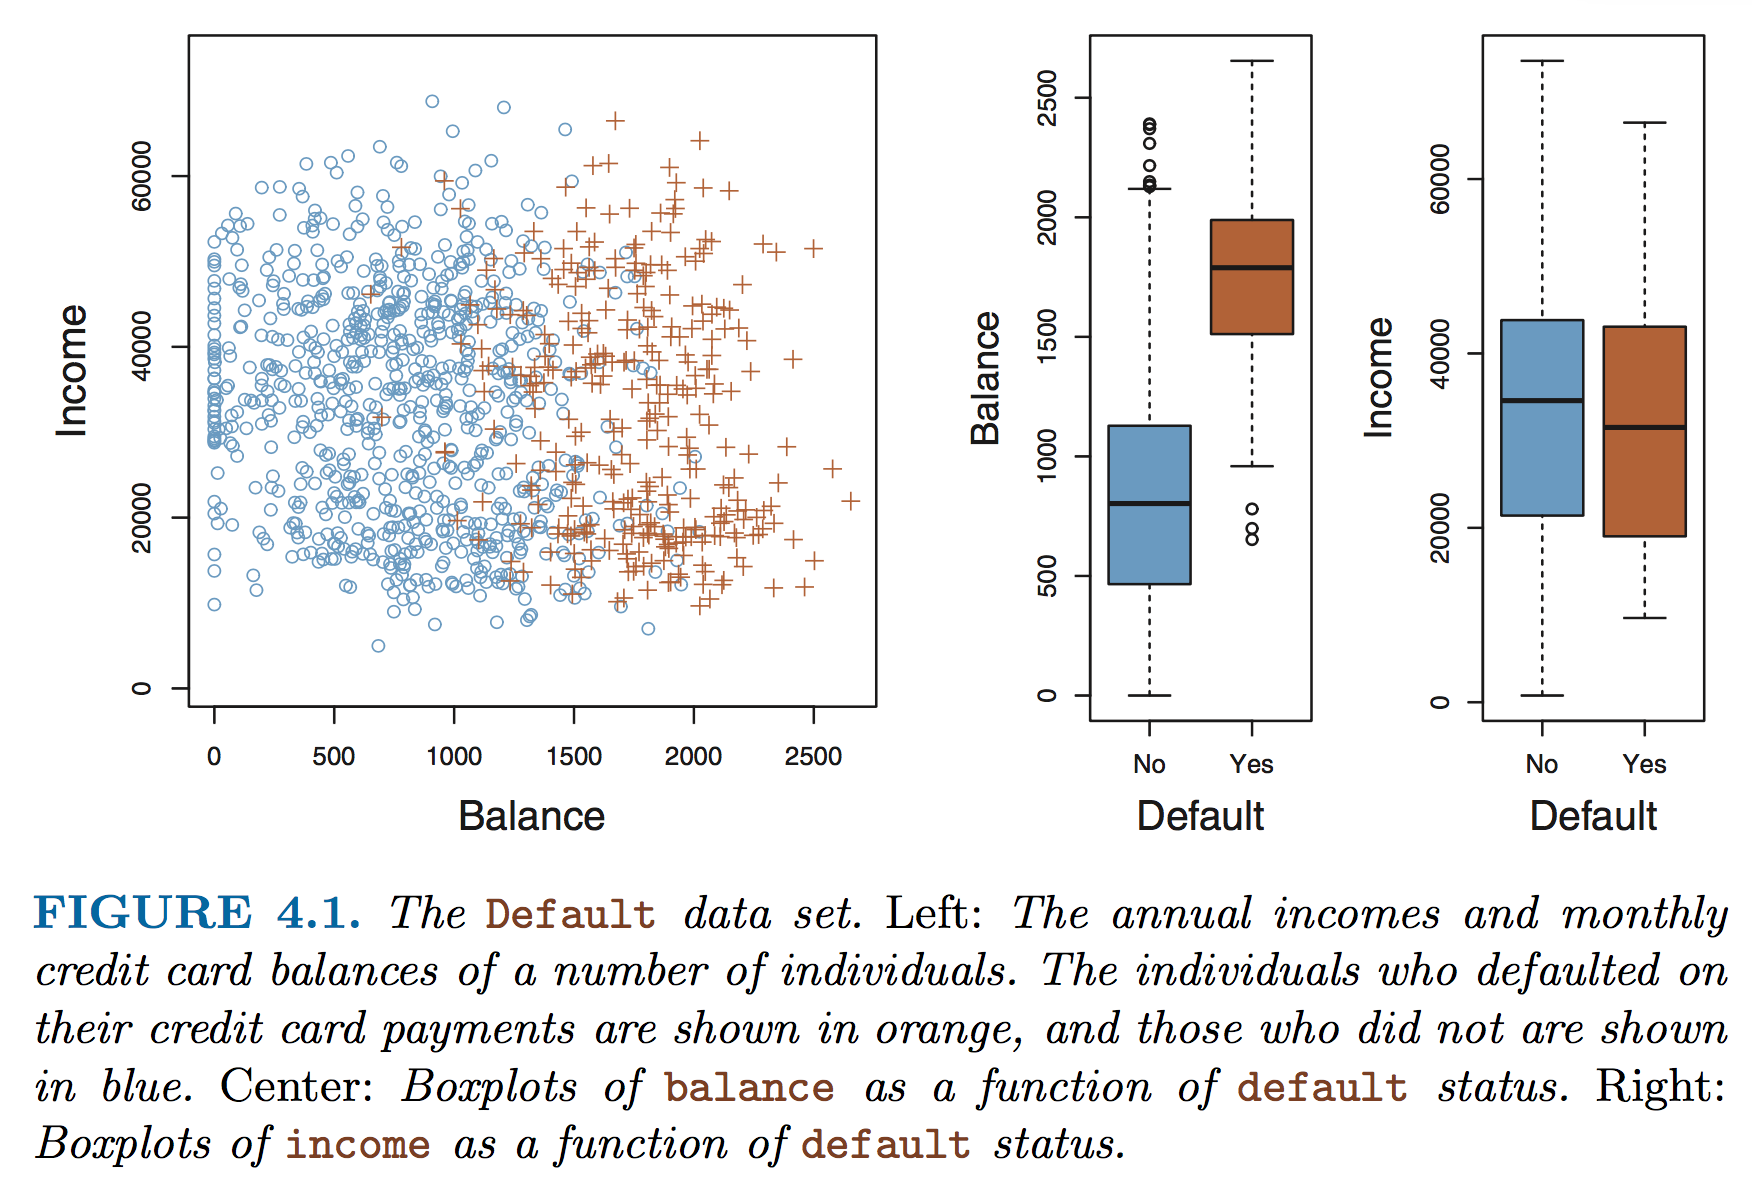 Income
60000
40000
20000
0
0 500 1000 1500 2000 2500
Balance
Balance
2500
2000
1500
1000
500
0
No Yes
Default
Income
60000
40000
20000
0
No Yes
Default
FIGURE 4.1. The Default data set. Left: The annual incomes and monthly
credit card balances of a number of individuals. The individuals who defaulted on
their credit card payments are shown in orange, and those who did not are shown
in blue. Center: Boxplots of balance as a function of default status. Right:
Boxplots of income as a function of default status.